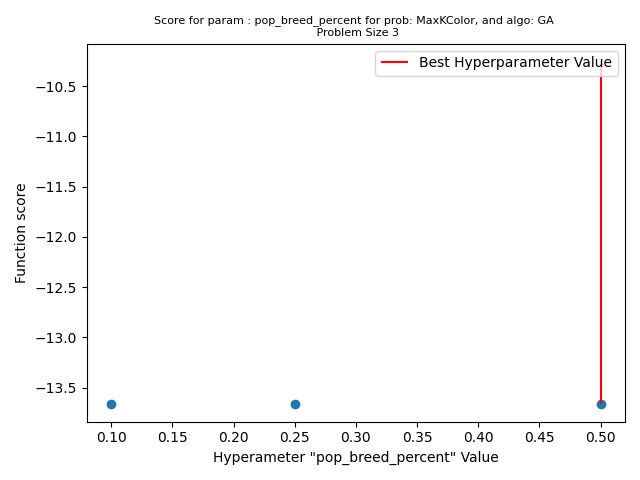 Score for param : pop_breed_percent for prob: MaxKColor, and algo: GA
Problem Size 3
Best Hyperparameter Value
Function score
−10.5
−11.0
−11.5
−12.0
−12.5
−13.0
−13.5
0.10 0.15 0.20 0.25 0.30 0.35 0.40 0.45 0.50
Hyperameter "pop_breed_percent" Value